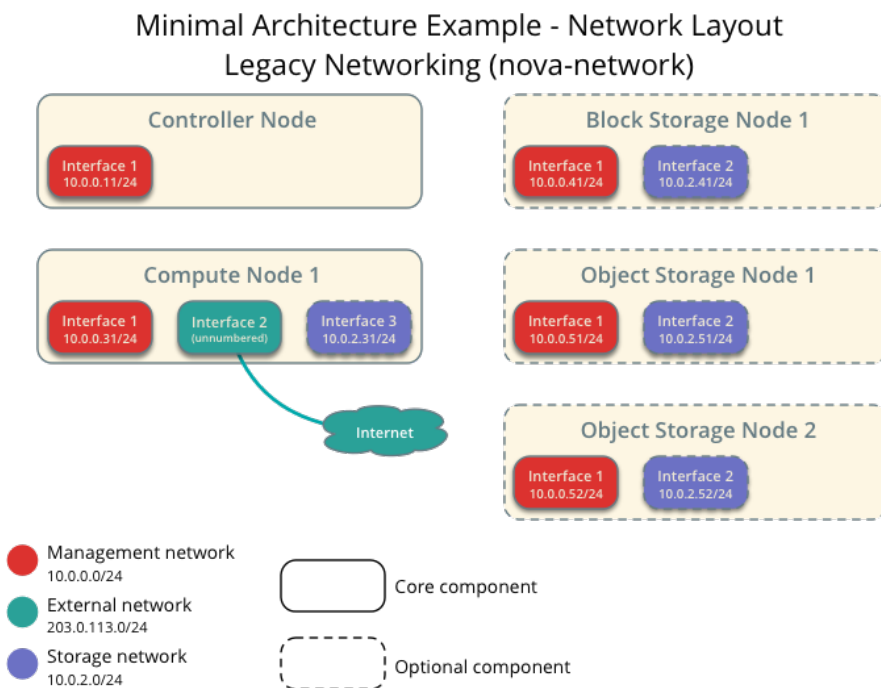 Minimal Architecture Example - Network Layout
Legacy Networking (nova-network)
Controller Node
Interface 1
10.0.0.11/24
Compute Node 1
Interface 1
10.0.0.31/24
Interface 2
(unnumbered)
Interface 3
10.0.2.31/24
Internet
Block Storage Node 1
Interface 1
10.0.0.41/24
Interface 2
10.0.2.41/24
Object Storage Node 1
Interface 1
10.0.0.51/24
Interface 2
10.0.2.51/24
Object Storage Node 2
Interface 1
10.0.0.52/24
Interface 2
10.0.2.52/24
Management network
10.0.0.0/24
External network
203.0.113.0/24
Storage network
10.0.2.0/24
Core component
Optional component